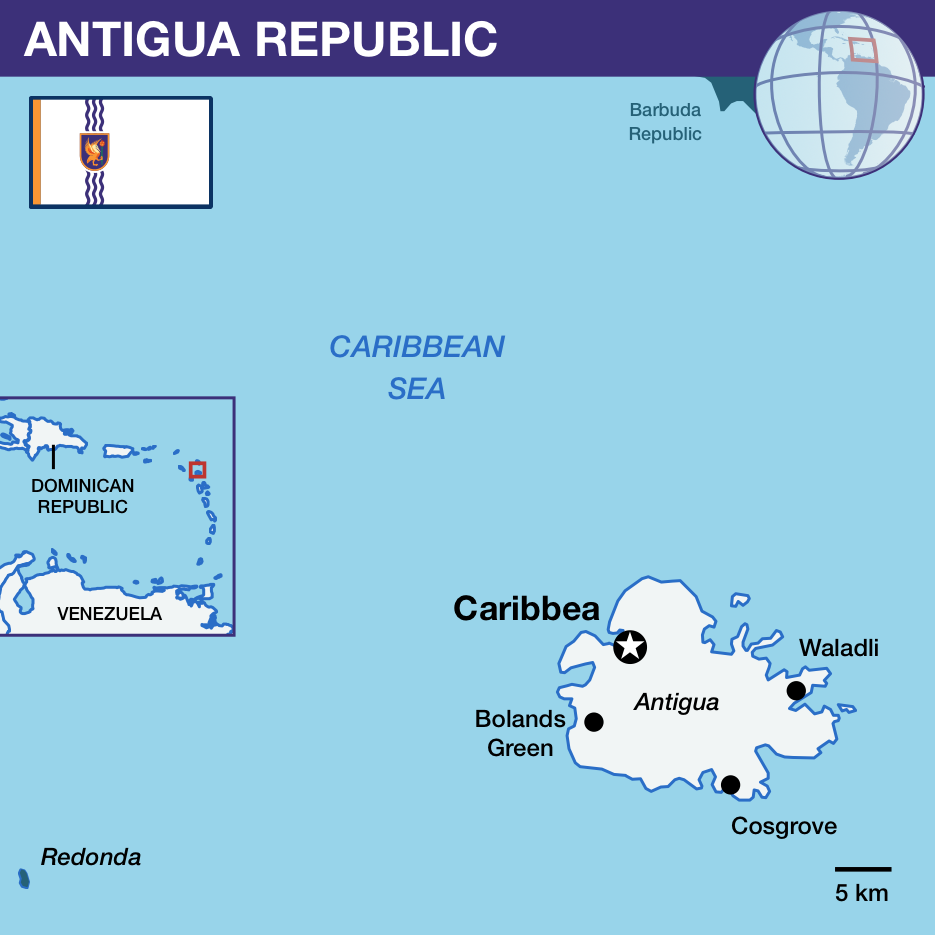 ANTIGUA REPUBLIC
Barbuda
Republic
CARIBBEAN
SEA
DOMINICAN
REPUBLIC
VENEZUELA
Caribbea
Waladli
Antigua
Bolands
Green
Cosgrove
Redonda
5 km